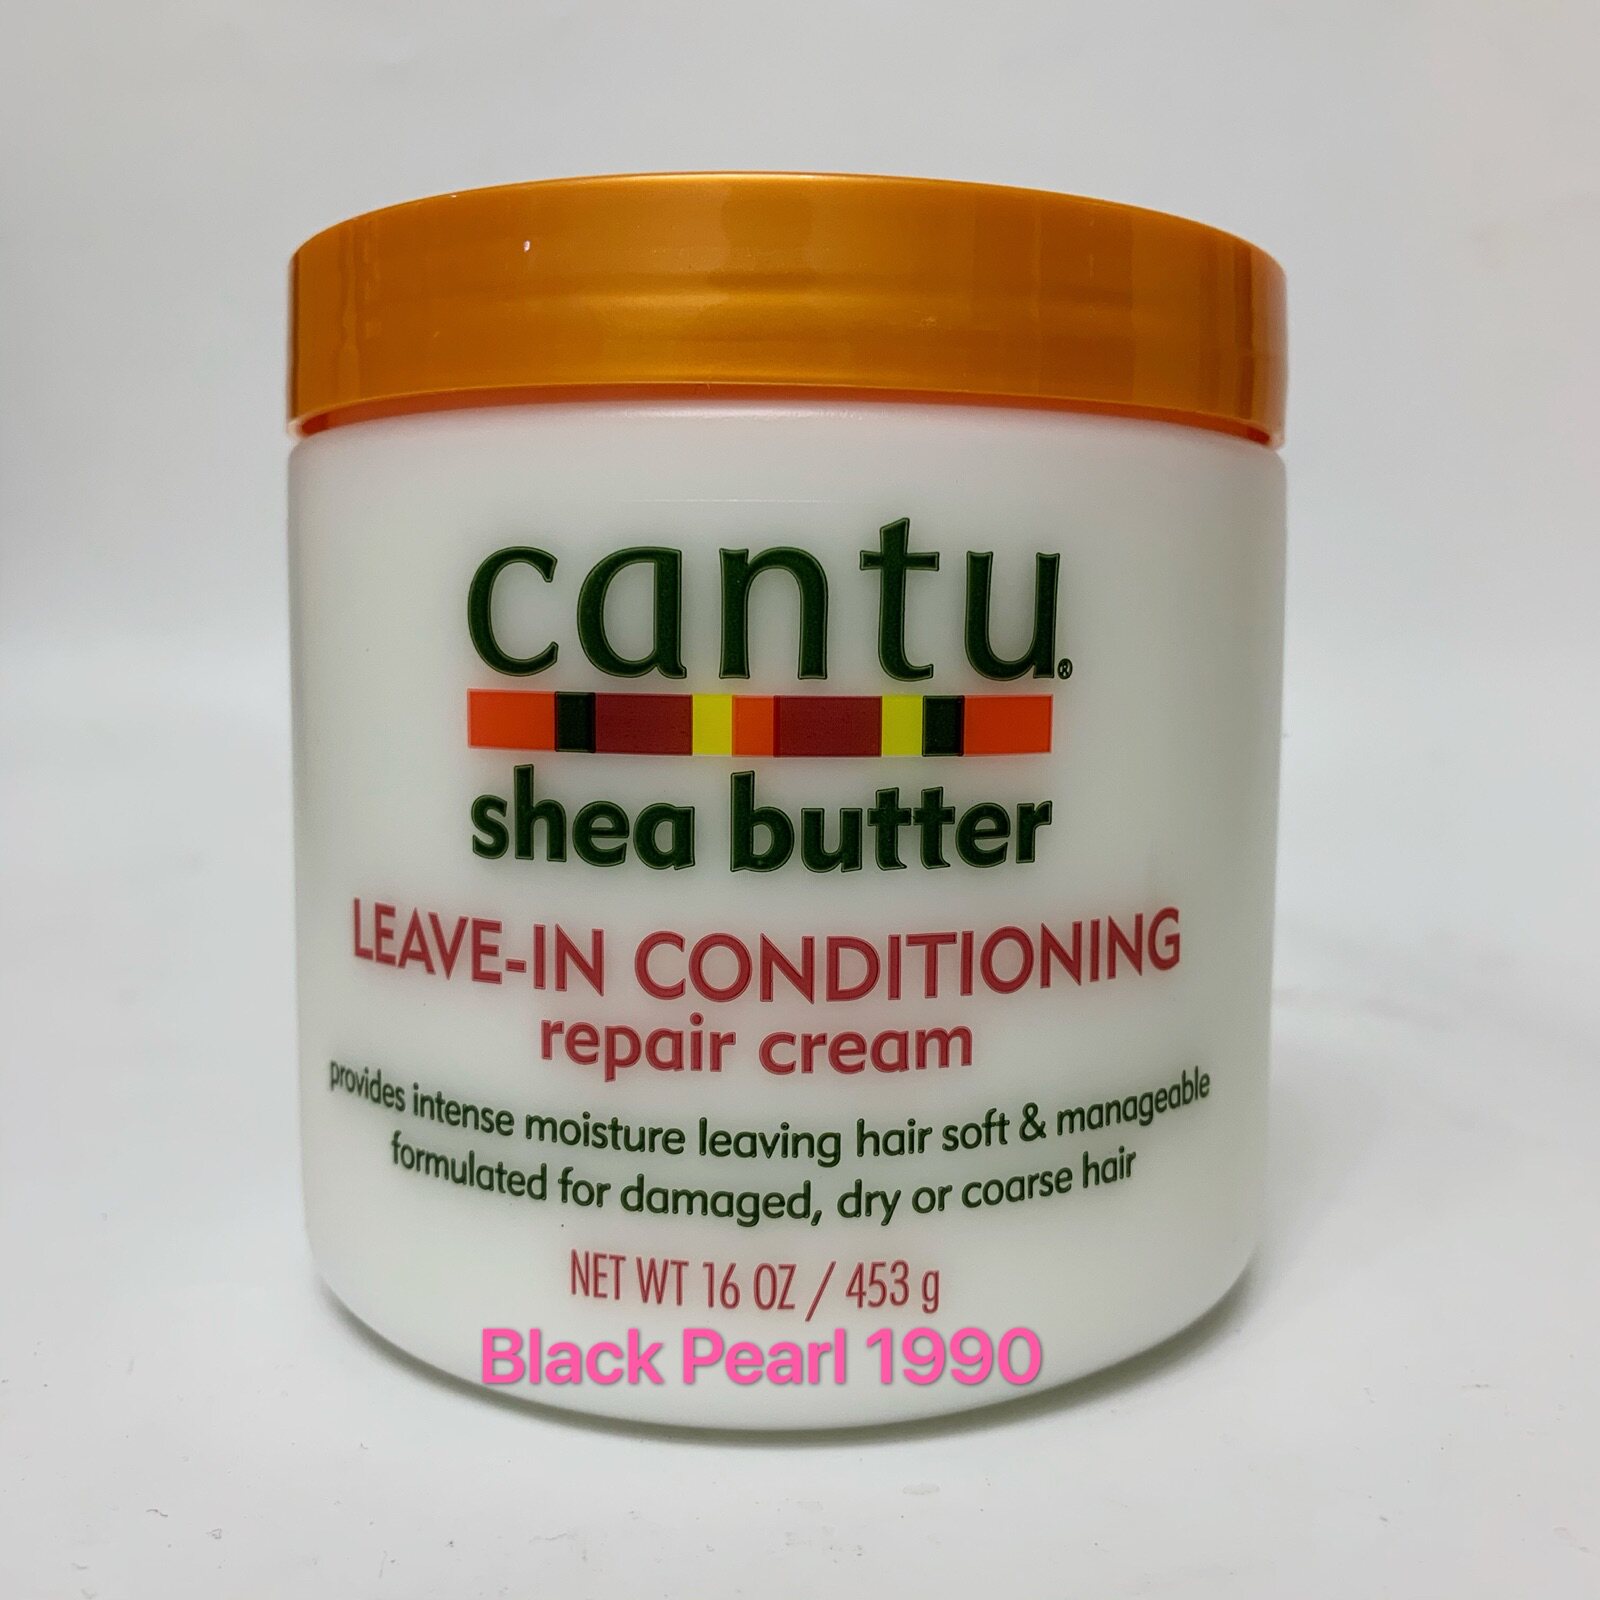 cantu®
shea butter
LEAVE-IN CONDITIONING
repair cream
provides intense moisture leaving hair soft & manageable
formulated for damaged, dry or coarse hair
NET WT 16 OZ / 453 g
Black Pearl 1990